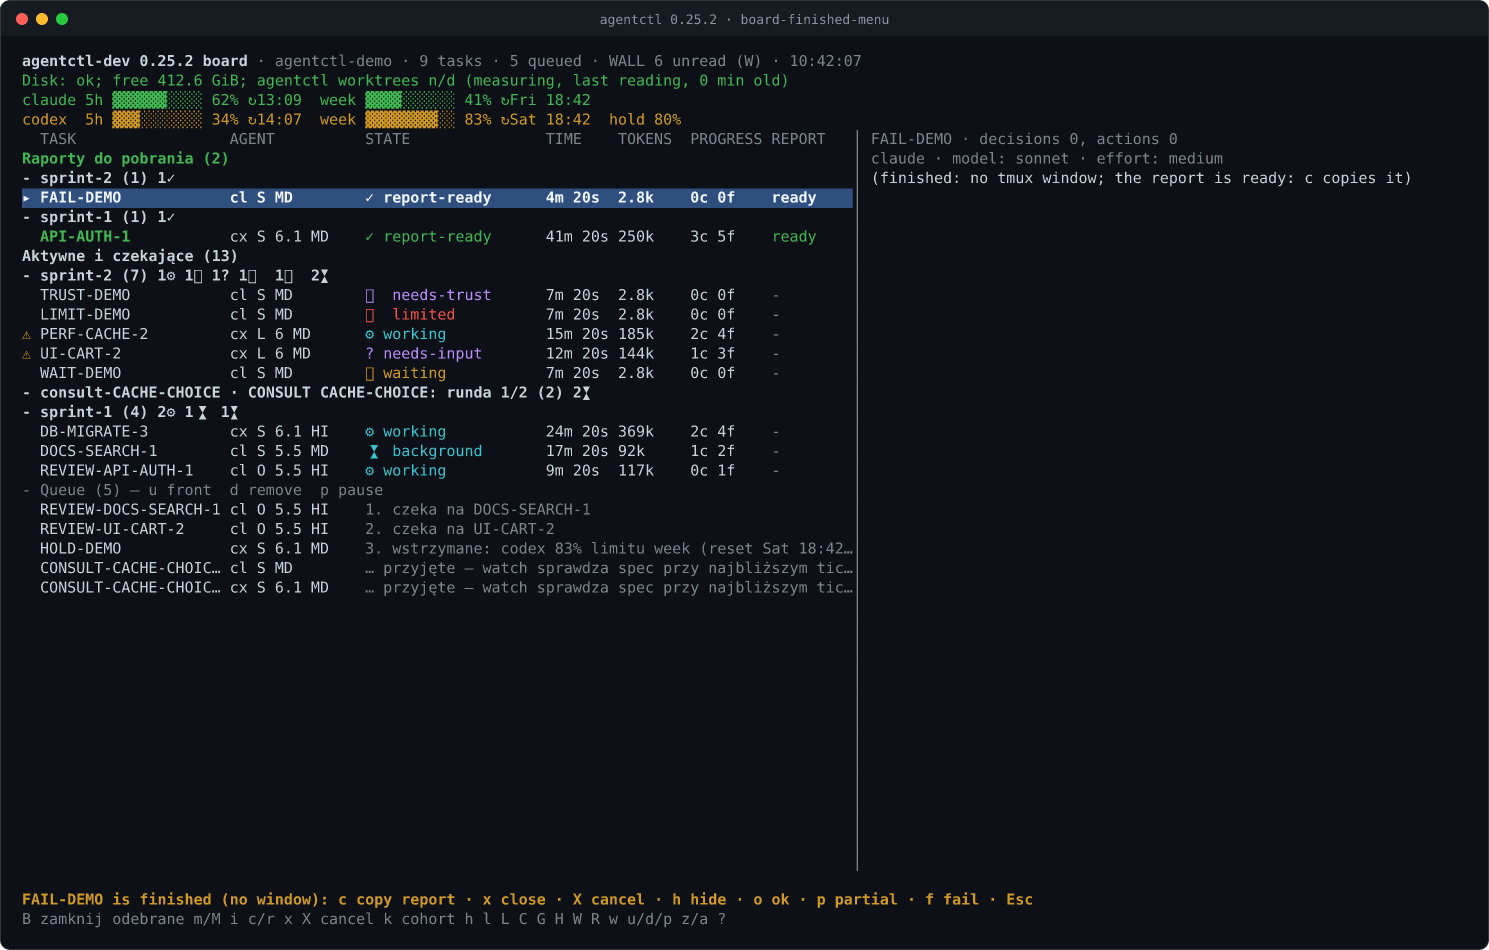 agentctl 0.25.2 · board-finished-menu
agentctl-dev 0.25.2 board · agentctl-demo · 9 tasks · 5 queued · WALL 6 unread (W) · 10:42:07
Disk: ok; free 412.6 GiB; agentctl worktrees n/d (measuring, last reading, 0 min old)
claude 5h ▓▓▓▓▓▓░░░░ 62% ↻13:09 week ▓▓▓▓░░░░░░ 41% ↻Fri 18:42
codex 5h ▓▓▓░░░░░░░ 34% ↻14:07 week ▓▓▓▓▓▓▓▓░░ 83% ↻Sat 18:42 hold 80%
TASK AGENT STATE TIME TOKENS PROGRESS REPORT
Raporty do pobrania (2)
- sprint-2 (1) 1✓
▸ FAIL-DEMO cl S MD ✓ report-ready 4m 20s 2.8k 0c 0f ready
- sprint-1 (1) 1✓
API-AUTH-1 cx S 6.1 MD ✓ report-ready 41m 20s 250k 3c 5f ready
Aktywne i czekające (13)
- sprint-2 (7) 1⚙ 1▯ 1? 1▯ 1▯ 2⧗
TRUST-DEMO cl S MD ▯ needs-trust 7m 20s 2.8k 0c 0f -
LIMIT-DEMO cl S MD ▯ limited 7m 20s 2.8k 0c 0f -
⚠ PERF-CACHE-2 cx L 6 MD ⚙ working 15m 20s 185k 2c 4f -
⚠ UI-CART-2 cx L 6 MD ? needs-input 12m 20s 144k 1c 3f -
WAIT-DEMO cl S MD ▯ waiting 7m 20s 2.8k 0c 0f -
- consult-CACHE-CHOICE · CONSULT CACHE-CHOICE: runda 1/2 (2) 2⧗
- sprint-1 (4) 2⚙ 1⧗ 1⧗
DB-MIGRATE-3 cx S 6.1 HI ⚙ working 24m 20s 369k 2c 4f -
DOCS-SEARCH-1 cl S 5.5 MD ⧗ background 17m 20s 92k 1c 2f -
REVIEW-API-AUTH-1 cl O 5.5 HI ⚙ working 9m 20s 117k 0c 1f -
- Queue (5) — u front d remove p pause
REVIEW-DOCS-SEARCH-1 cl O 5.5 HI 1. czeka na DOCS-SEARCH-1
REVIEW-UI-CART-2 cl O 5.5 HI 2. czeka na UI-CART-2
HOLD-DEMO cx S 6.1 MD 3. wstrzymane: codex 83% limitu week (reset Sat 18:42…
CONSULT-CACHE-CHOIC… cl S MD … przyjęte — watch sprawdza spec przy najbliższym tic…
CONSULT-CACHE-CHOIC… cx S 6.1 MD … przyjęte — watch sprawdza spec przy najbliższym tic…
FAIL-DEMO · decisions 0, actions 0
claude · model: sonnet · effort: medium
(finished: no tmux window; the report is ready: c copies it)
FAIL-DEMO is finished (no window): c copy report · x close · X cancel · h hide · o ok · p partial · f fail · Esc
B zamknij odebrane m/M i c/r x X cancel k cohort h l L C G H W R w u/d/p z/a ?